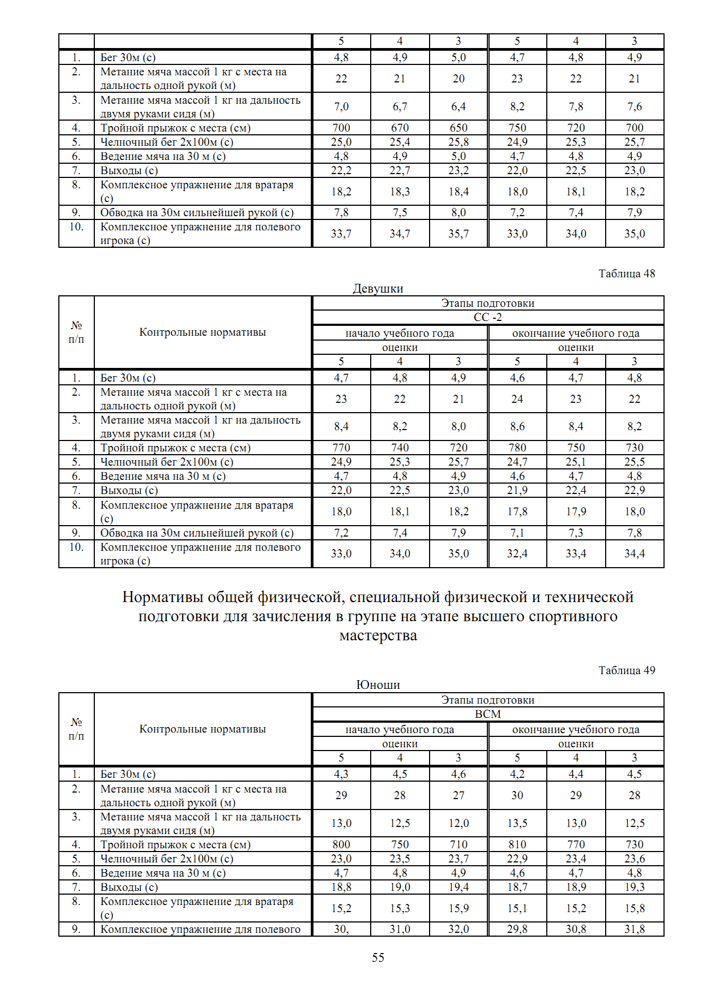 5 4 3 5 4 3
1. Бег 30м (с) 4,8 4,9 5,0 4,7 4,8 4,9
2. Метание мяча массой 1 кг с места на
дальность одной рукой (м) 22 21 20 23 22 21
3. Метание мяча массой 1 кг на дальность
двумя руками сидя (м) 7,0 6,7 6,4 8,2 7,8 7,6
4. Тройной прыжок с места (см) 700 670 650 750 720 700
5. Челночный бег 2х100м (с) 25,0 25,4 25,8 24,9 25,3 25,7
6. Ведение мяча на 30 м (с) 4,8 4,9 5,0 4,7 4,8 4,9
7. Выходы (с) 22,2 22,7 23,2 22,0 22,5 23,0
8. Комплексное упражнение для вратаря
(с) 18,2 18,3 18,4 18,0 18,1 18,2
9. Обводка на 30м сильнейшей рукой (с) 7,8 7,5 8,0 7,2 7,4 7,9
10. Комплексное упражнение для полевого
игрока (с) 33,7 34,7 35,7 33,0 34,0 35,0
Таблица 48
Девушки
№
п/п
Контрольные нормативы
Этапы подготовки
СС -2
начало учебного года окончание учебного года
оценки оценки
5 4 3 5 4 3
1. Бег 30м (с) 4,7 4,8 4,9 4,6 4,7 4,8
2. Метание мяча массой 1 кг с места на
дальность одной рукой (м) 23 22 21 24 23 22
3. Метание мяча массой 1 кг на дальность
двумя руками сидя (м) 8,4 8,2 8,0 8,6 8,4 8,2
4. Тройной прыжок с места (см) 770 740 720 780 750 730
5. Челночный бег 2х100м (с) 24,9 25,3 25,7 24,7 25,1 25,5
6. Ведение мяча на 30 м (с) 4,7 4,8 4,9 4,6 4,7 4,8
7. Выходы (с) 22,0 22,5 23,0 21,9 22,4 22,9
8. Комплексное упражнение для вратаря
(с) 18,0 18,1 18,2 17,8 17,9 18,0
9. Обводка на 30м сильнейшей рукой (с) 7,2 7,4 7,9 7,1 7,3 7,8
10. Комплексное упражнение для полевого
игрока (с) 33,0 34,0 35,0 32,4 33,4 34,4
Нормативы общей физической, специальной физической и технической
подготовки для зачисления в группе на этапе высшего спортивного
мастерства
Таблица 49
Юноши
№
п/п
Контрольные нормативы
Этапы подготовки
ВСМ
начало учебного года окончание учебного года
оценки оценки
5 4 3 5 4 3
1. Бег 30м (с) 4,3 4,5 4,6 4,2 4,4 4,5
2. Метание мяча массой 1 кг с места на
дальность одной рукой (м) 29 28 27 30 29 28
3. Метание мяча массой 1 кг на дальность
двумя руками сидя (м) 13,0 12,5 12,0 13,5 13,0 12,5
4. Тройной прыжок с места (см) 800 750 710 810 770 730
5. Челночный бег 2х100м (с) 23,0 23,5 23,7 22,9 23,4 23,6
6. Ведение мяча на 30 м (с) 4,7 4,8 4,9 4,6 4,7 4,8
7. Выходы (с) 18,8 19,0 19,4 18,7 18,9 19,3
8. Комплексное упражнение для вратаря
(с) 15,2 15,3 15,9 15,1 15,2 15,8
9. Комплексное упражнение для полевого 30, 31,0 32,0 29,8 30,8 31,8
55